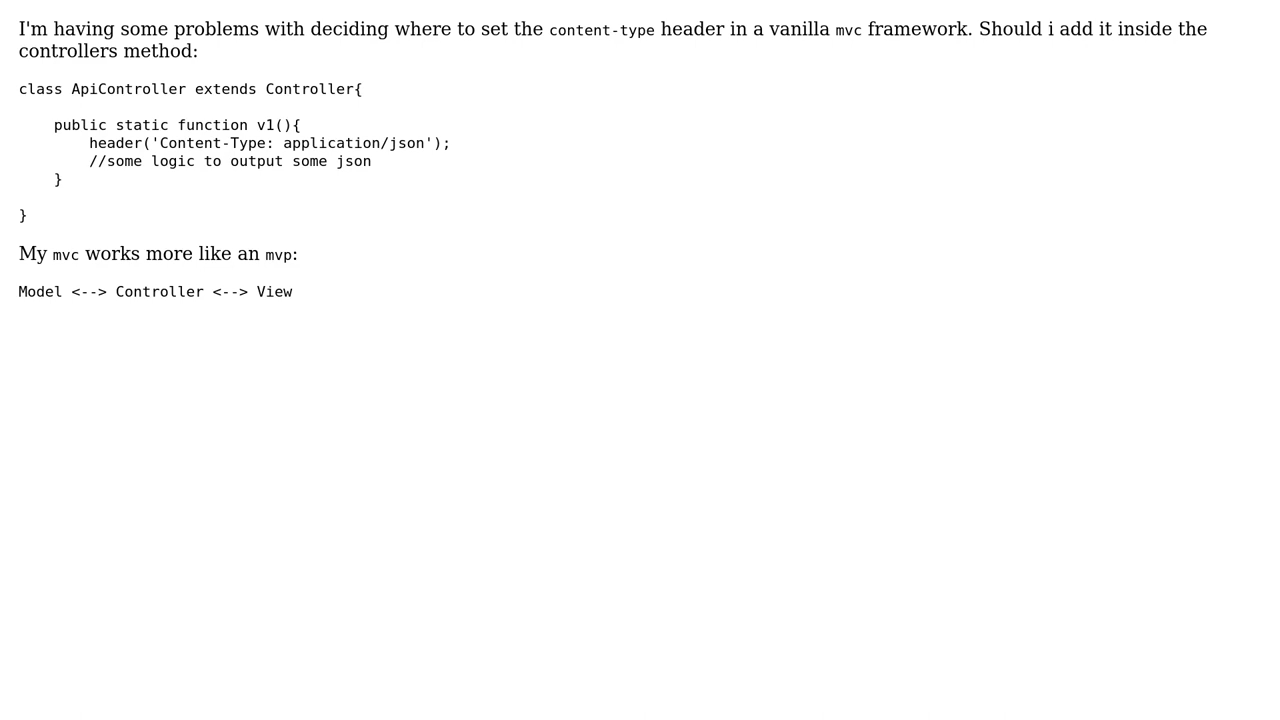 I'm having some problems with deciding where to set the content-type header in a vanilla mvc framework. Should i add it inside the
controllers method:
class ApiController extends Controller{
    public static function v1(){
        header('Content-Type: application/json');
        //some logic to output some json
    }
}
My mvc works more like an mvp:
Model <--> Controller <--> View